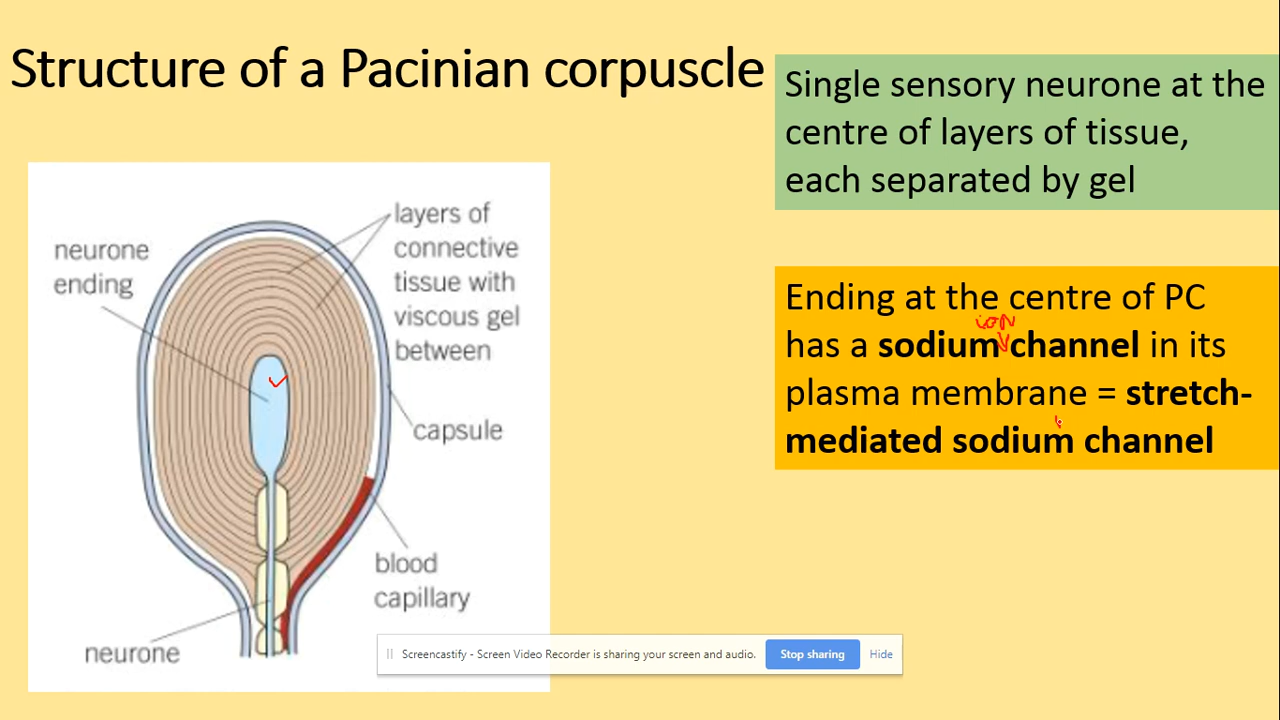 Structure of a Pacinian corpuscle
Single sensory neurone at the
centre of layers of tissue,
each separated by gel
neurone
ending
layers of
connective
tissue with
viscous gel
between
capsule
blood
capillary
neurone
Ending at the centre of PC
ion
has a sodium channel in its
plasma membrane = stretch-
mediated sodium channel
Screencastify - Screen Video Recorder is sharing your screen and audio.
Stop sharing
Hide